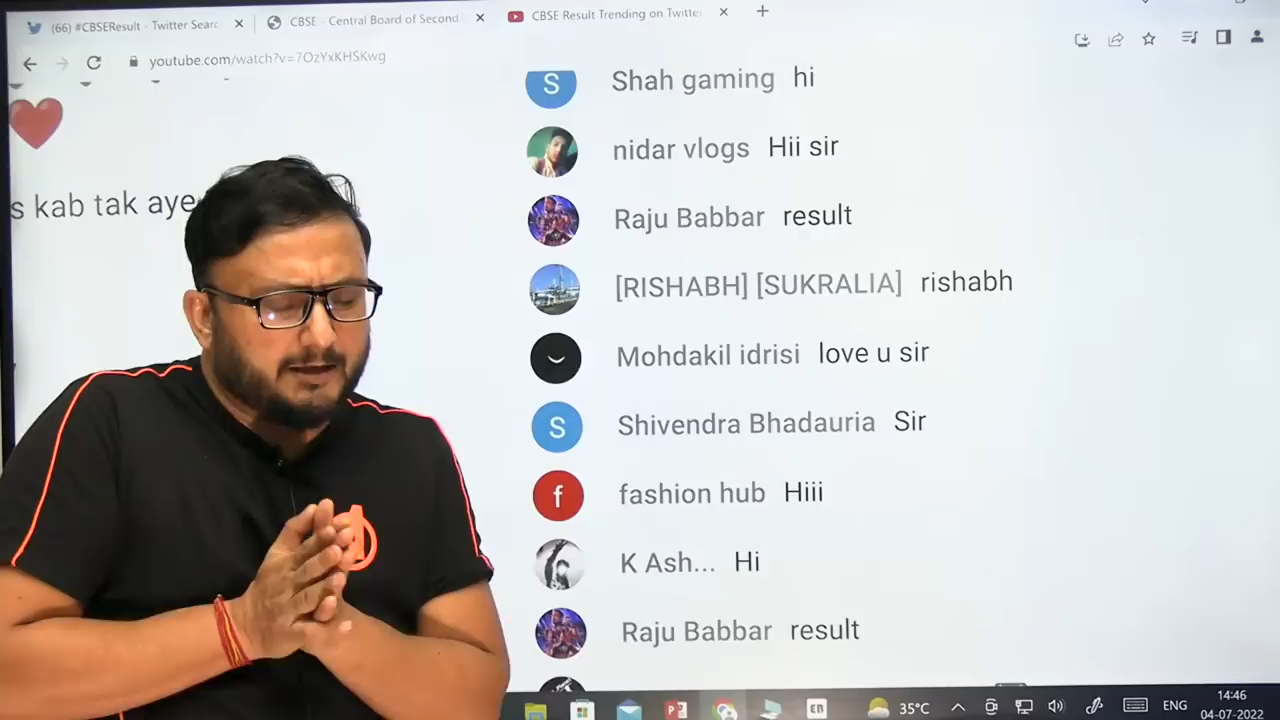 (66) #CBSEResult - Twitter Searc
CBSE - Central Board of Second
CBSE Result Trending on Twitte
youtube.com/watch?v=7OzYxKHSKwg
Shah gaming hi
nidar vlogs Hii sir
s kab tak aye
Raju Babbar result
[RISHABH] [SUKRALIA] rishabh
Mohdakil idrisi love u sir
Shivendra Bhadauria Sir
fashion hub Hiii
K Ash... Hi
Raju Babbar result
35°C
ENG
14:46
04-07-2022